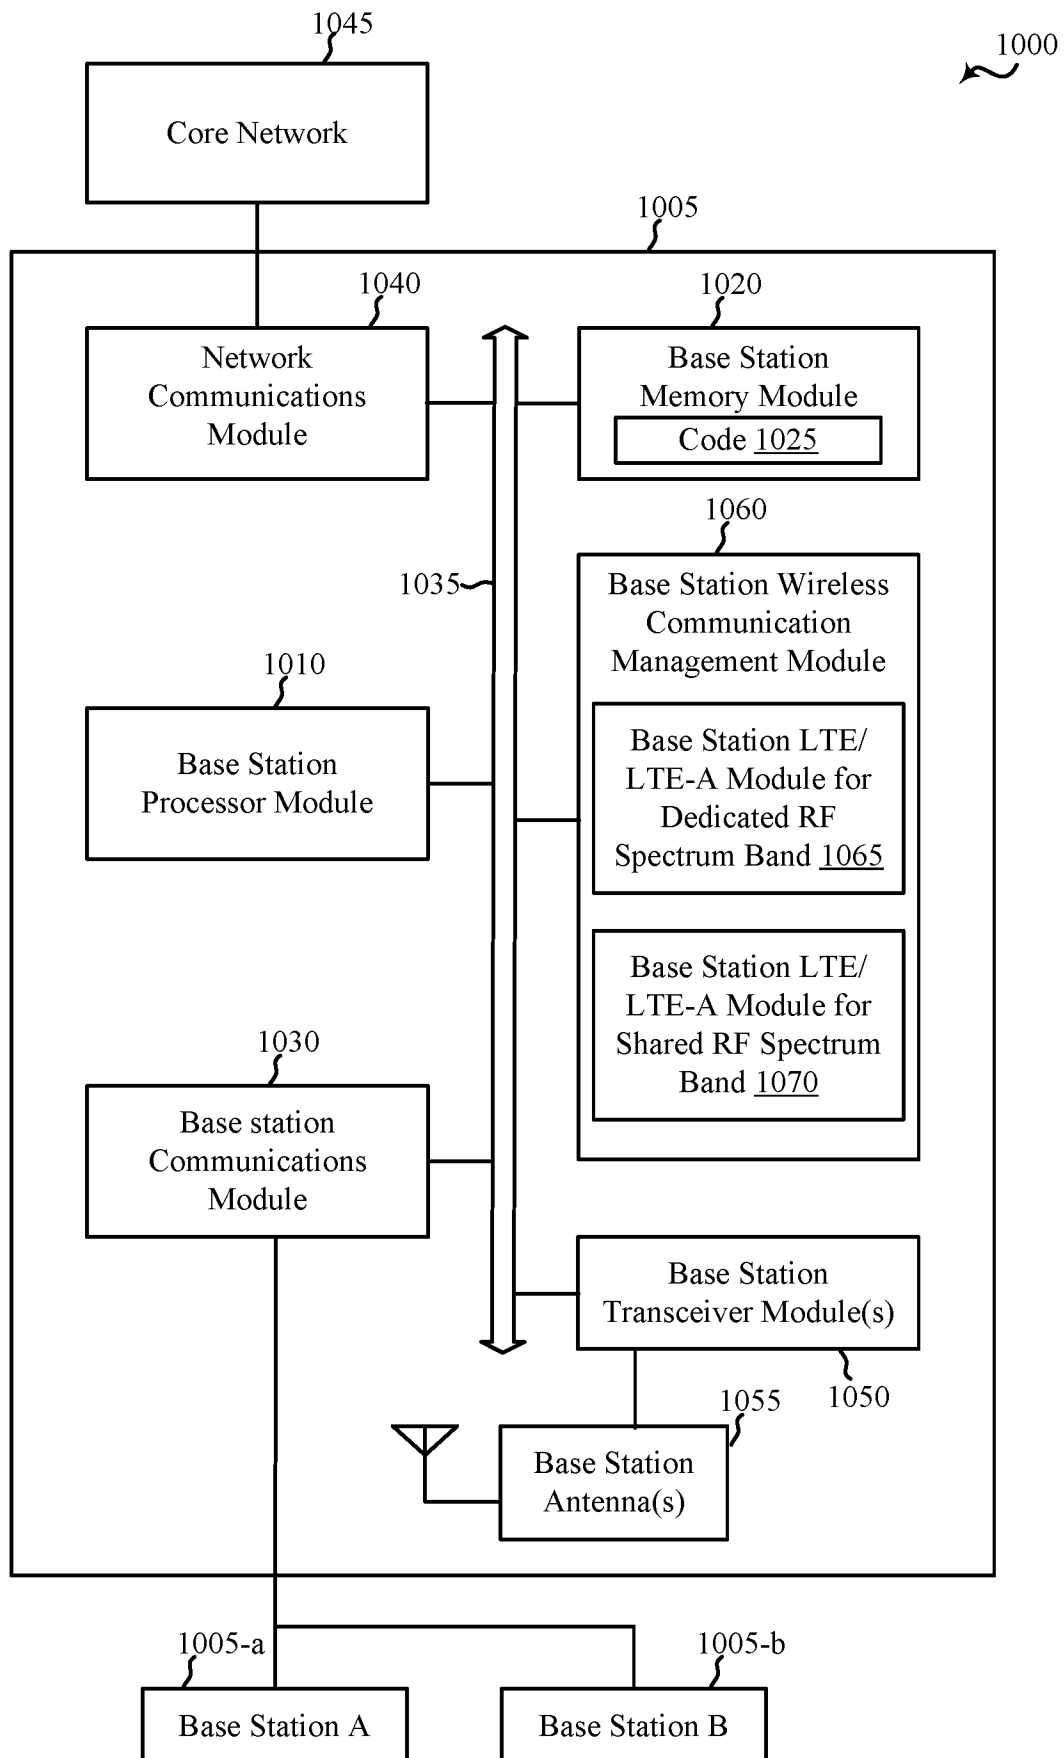 1045
1000
Core Network
1005
1040
1020
Network
Communications
Module
Base Station
Memory Module
Code 1025
1060
1035
Base Station Wireless
Communication
Management Module
1010
Base Station
Processor Module
Base Station LTE/
LTE-A Module for
Dedicated RF
Spectrum Band 1065
Base Station LTE/
LTE-A Module for
Shared RF Spectrum
Band 1070
1030
Base station
Communications
Module
Base Station
Transceiver Module(s)
1050
1055
Base Station
Antenna(s)
1005-a
1005-b
Base Station A
Base Station B